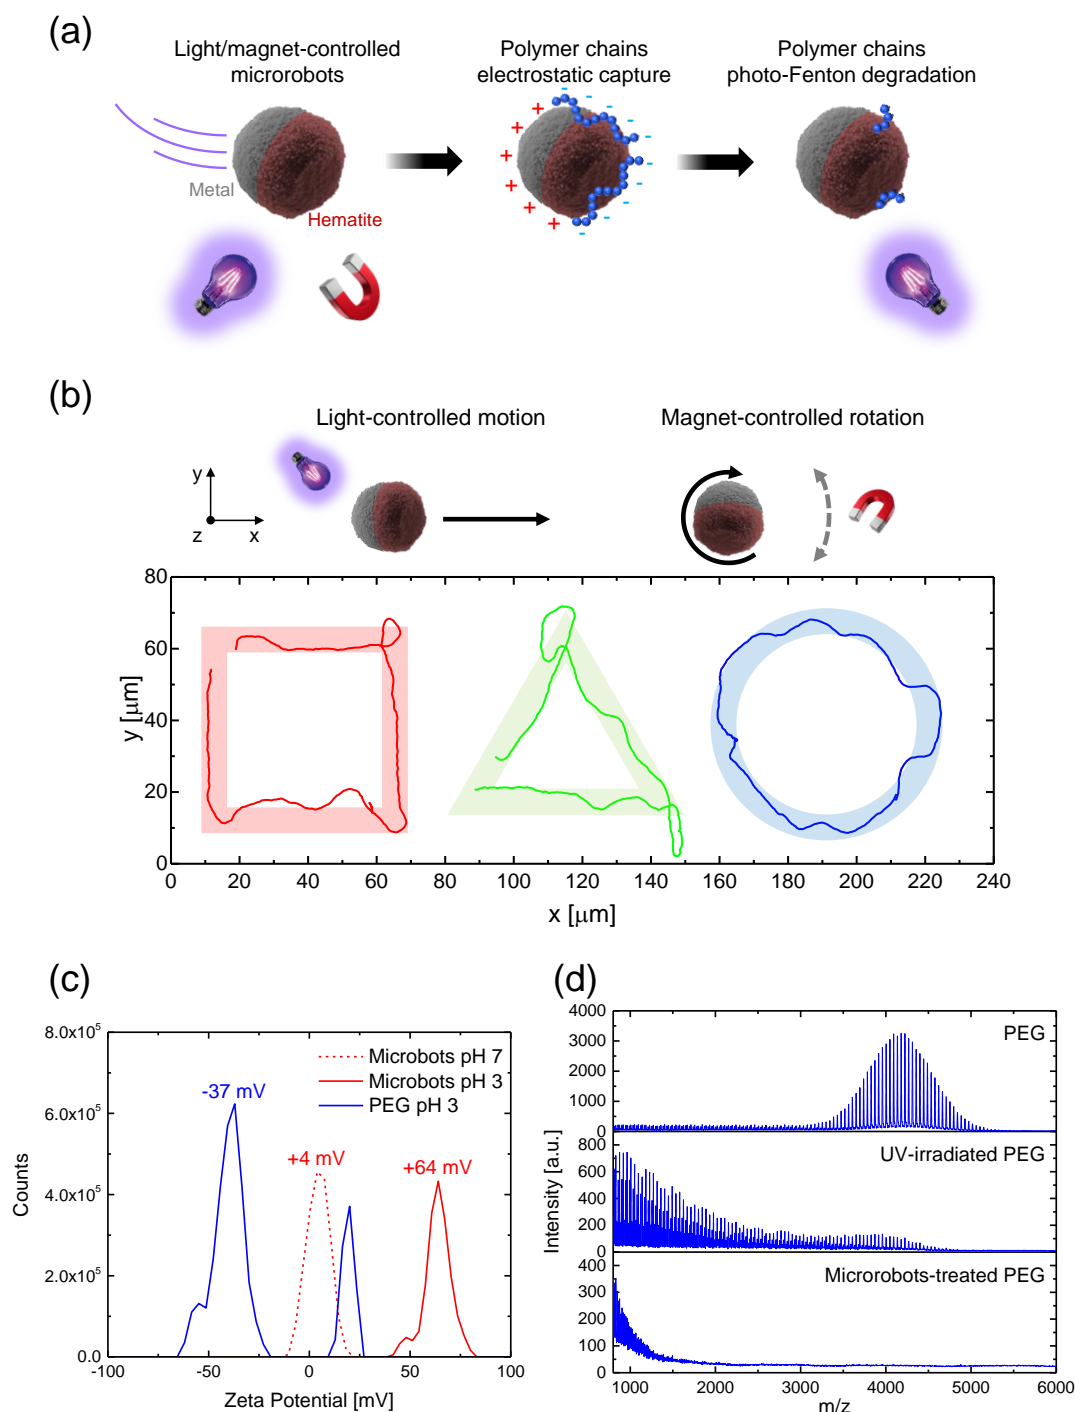 (a)
Light/magnet-controlled
microrobots
Polymer chains
electrostatic capture
Polymer chains
photo-Fenton degradation
Metal
Hematite
+ + + + + + +
- - - - - - - - -
(b)
Light-controlled motion
Magnet-controlled rotation
y
z x
80
60
40
20
0
y [μm]
0 20 40 60 80 100 120 140 160 180 200 220 240
x [μm]
(c)
8.0x10⁵
6.0x10⁵
4.0x10⁵
2.0x10⁵
0.0
Counts
Microbots pH 7
Microbots pH 3
PEG pH 3
-37 mV
+4 mV
+64 mV
-100 -50 0 50 100
Zeta Potential [mV]
(d)
4000
3000
2000
1000
0
PEG
800
600
400
200
0
UV-irradiated PEG
400
300
200
100
0
Microrobots-treated PEG
Intensity [a.u.]
1000 2000 3000 4000 5000 6000
m/z